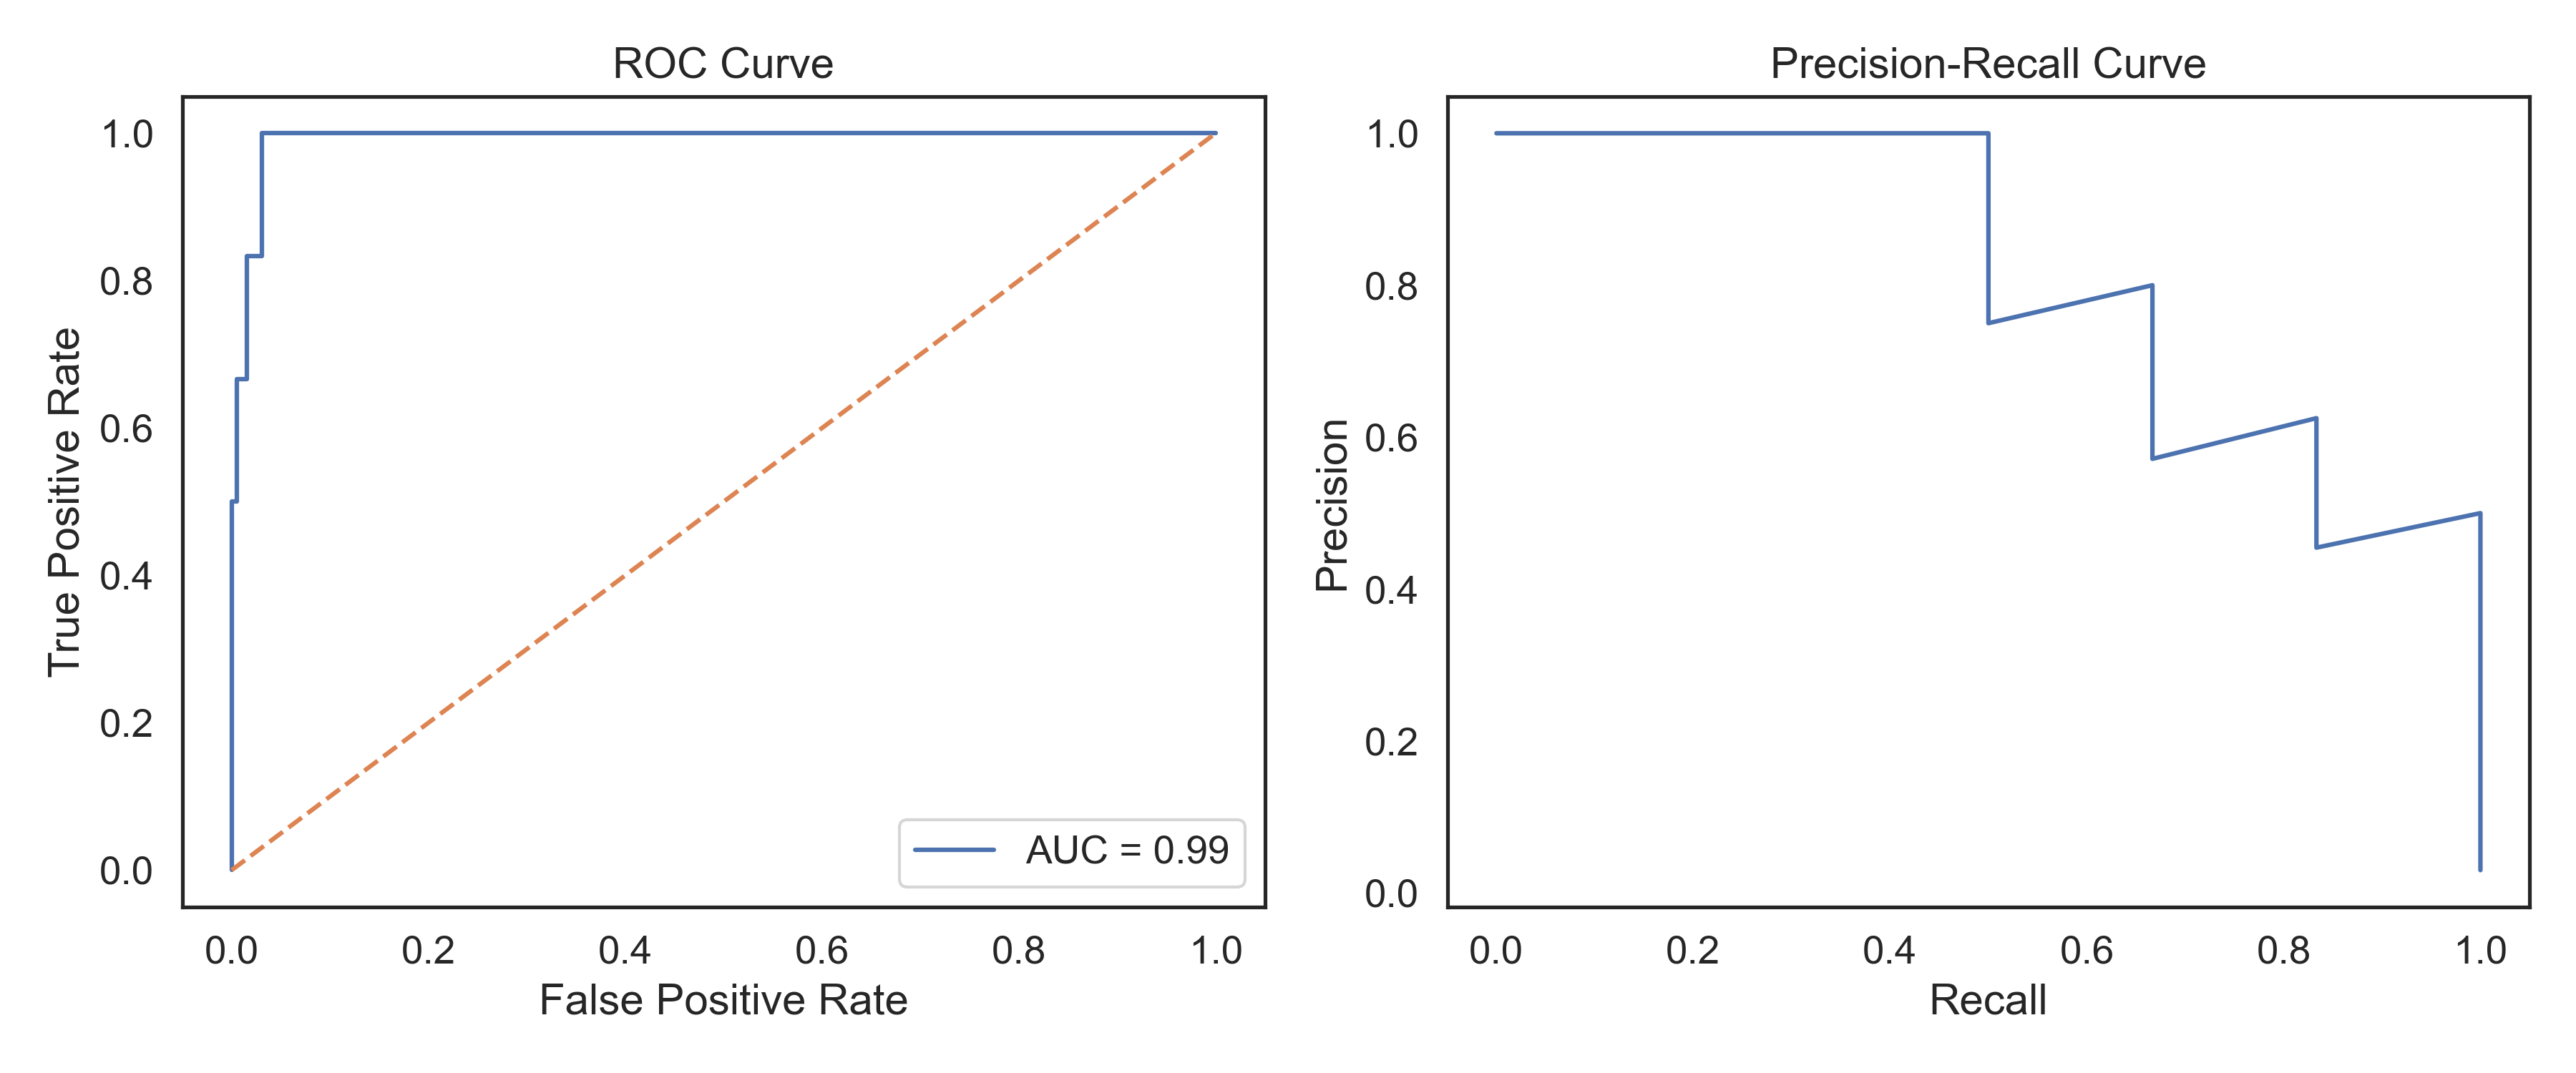 ROC Curve
True Positive Rate
1.0
0.8
0.6
0.4
0.2
0.0
AUC = 0.99
0.0 0.2 0.4 0.6 0.8 1.0
False Positive Rate
Precision-Recall Curve
Precision
1.0
0.8
0.6
0.4
0.2
0.0
0.0 0.2 0.4 0.6 0.8 1.0
Recall